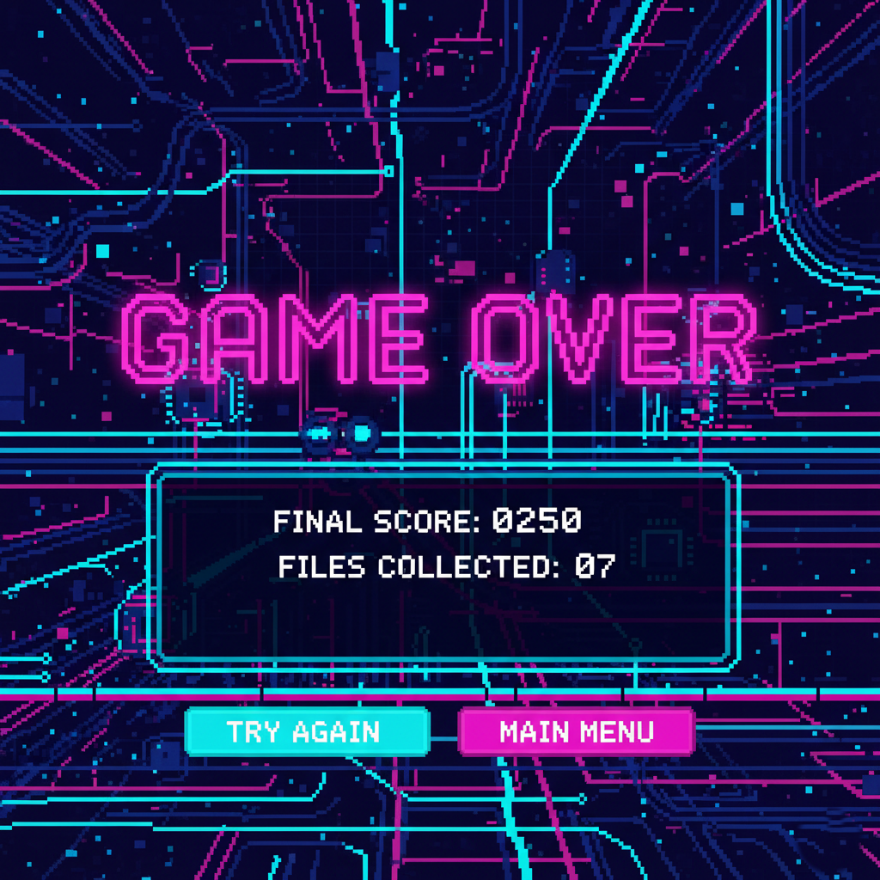 GAME OVER
FINAL SCORE: 0250
FILES COLLECTED: 07
TRY AGAIN
MAIN MENU